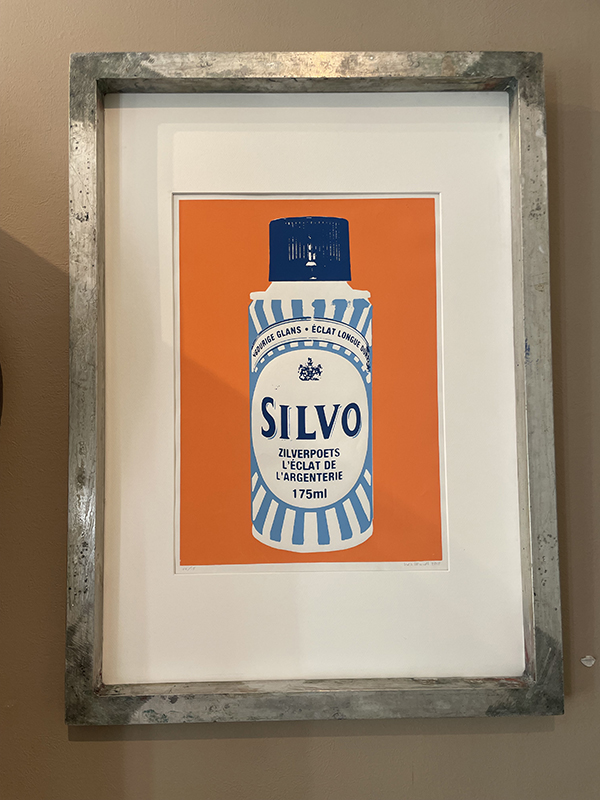 GLANS • ÉCLAT LONGUE
SILVO
ZILVERPOETS
L'ÉCLAT DE
L'ARGENTERIE
175ml